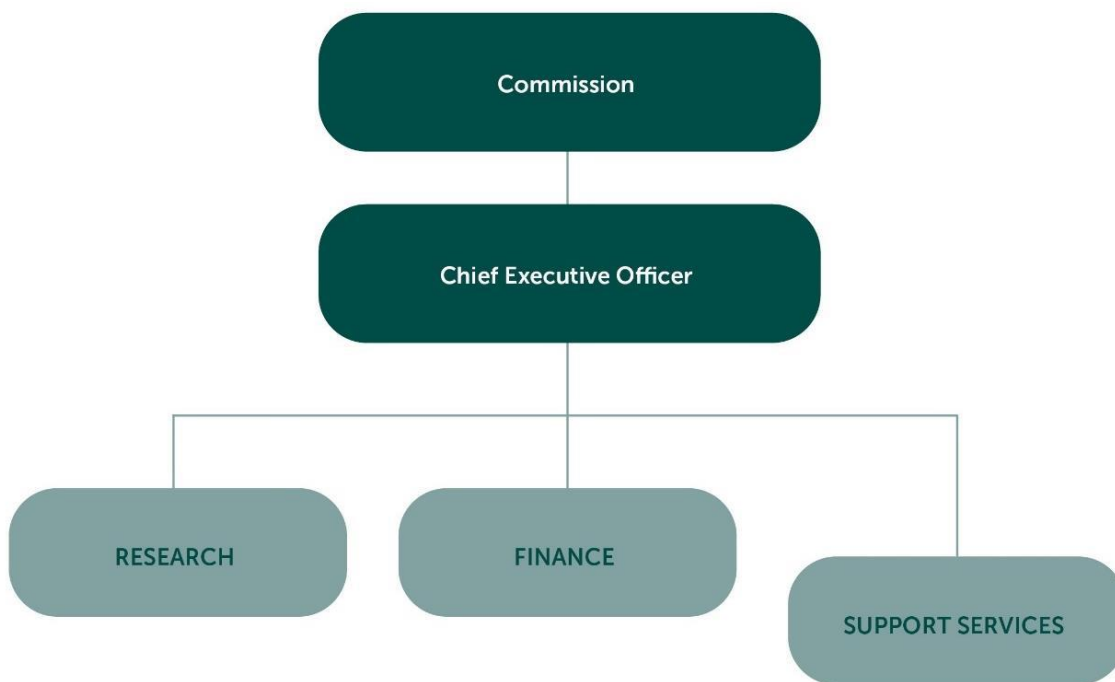 Commission
Chief Executive Officer
RESEARCH
FINANCE
SUPPORT SERVICES